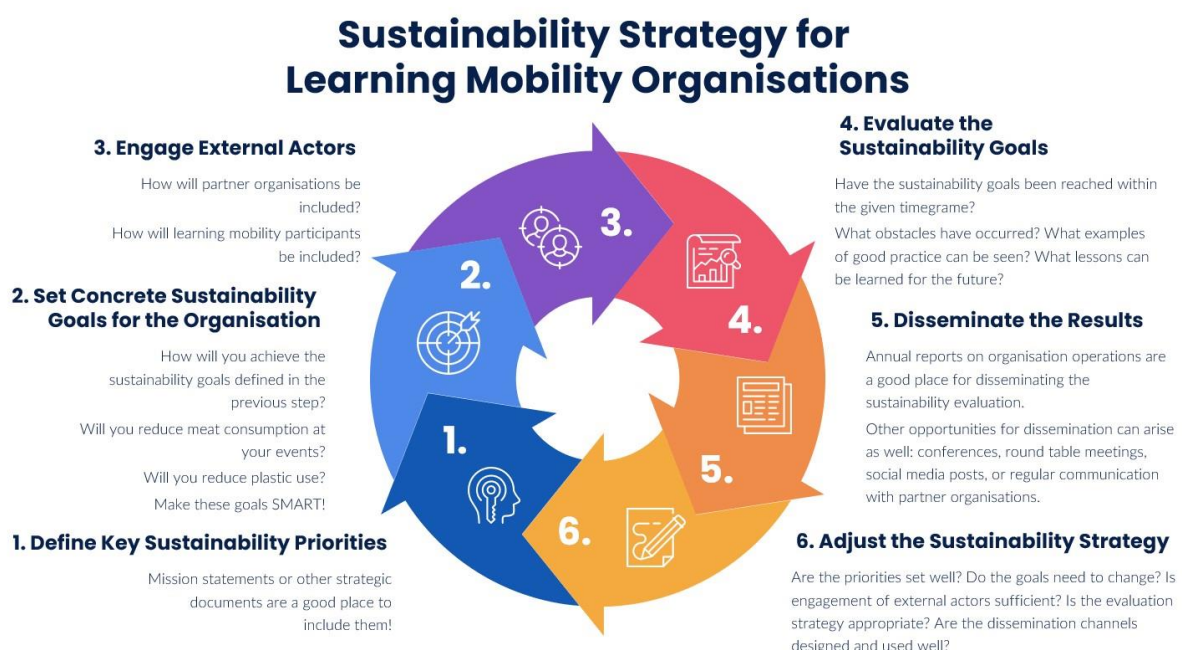 Sustainability Strategy for
Learning Mobility Organisations
3. Engage External Actors
How will partner organisations be
included?
How will learning mobility participants
be included?
2. Set Concrete Sustainability
Goals for the Organisation
How will you achieve the
sustainability goals defined in the
previous step?
Will you reduce meat consumption at
your events?
Will you reduce plastic use?
Make these goals SMART!
1. Define Key Sustainability Priorities
Mission statements or other strategic
documents are a good place to
include them!
3.
2.
4.
1.
5.
6.
4. Evaluate the
Sustainability Goals
Have the sustainability goals been reached within
the given timegrame?
What obstacles have occurred? What examples
of good practice can be seen? What lessons can
be learned for the future?
5. Disseminate the Results
Annual reports on organisation operations are
a good place for disseminating the
sustainability evaluation.
Other opportunities for dissemination can arise
as well: conferences, round table meetings,
social media posts, or regular communication
with partner organisations.
6. Adjust the Sustainability Strategy
Are the priorities set well? Do the goals need to change? Is
engagement of external actors sufficient? Is the evaluation
strategy appropriate? Are the dissemination channels
designed and used well?